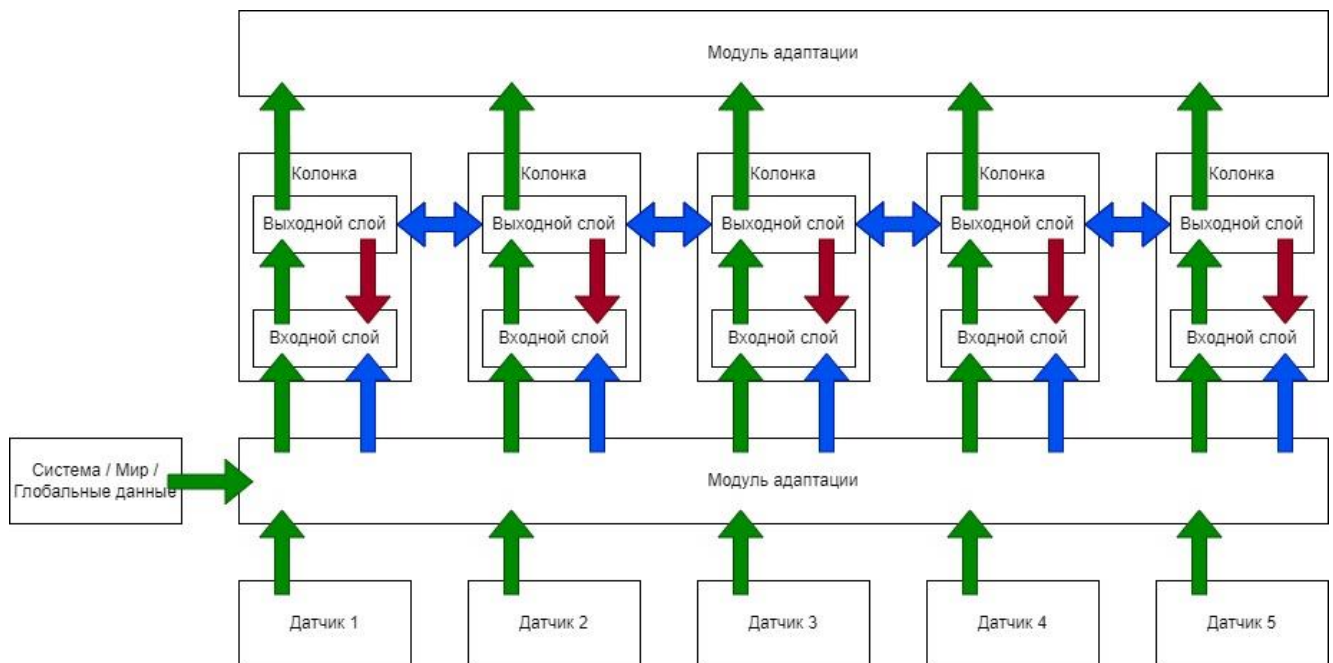 Модуль адаптации
Колонка
Колонка
Колонка
Колонка
Колонка
Выходной слой
Выходной слой
Выходной слой
Выходной слой
Выходной слой
Входной слой
Входной слой
Входной слой
Входной слой
Входной слой
Система / Мир /
Глобальные данные
Модуль адаптации
Датчик 1
Датчик 2
Датчик 3
Датчик 4
Датчик 5